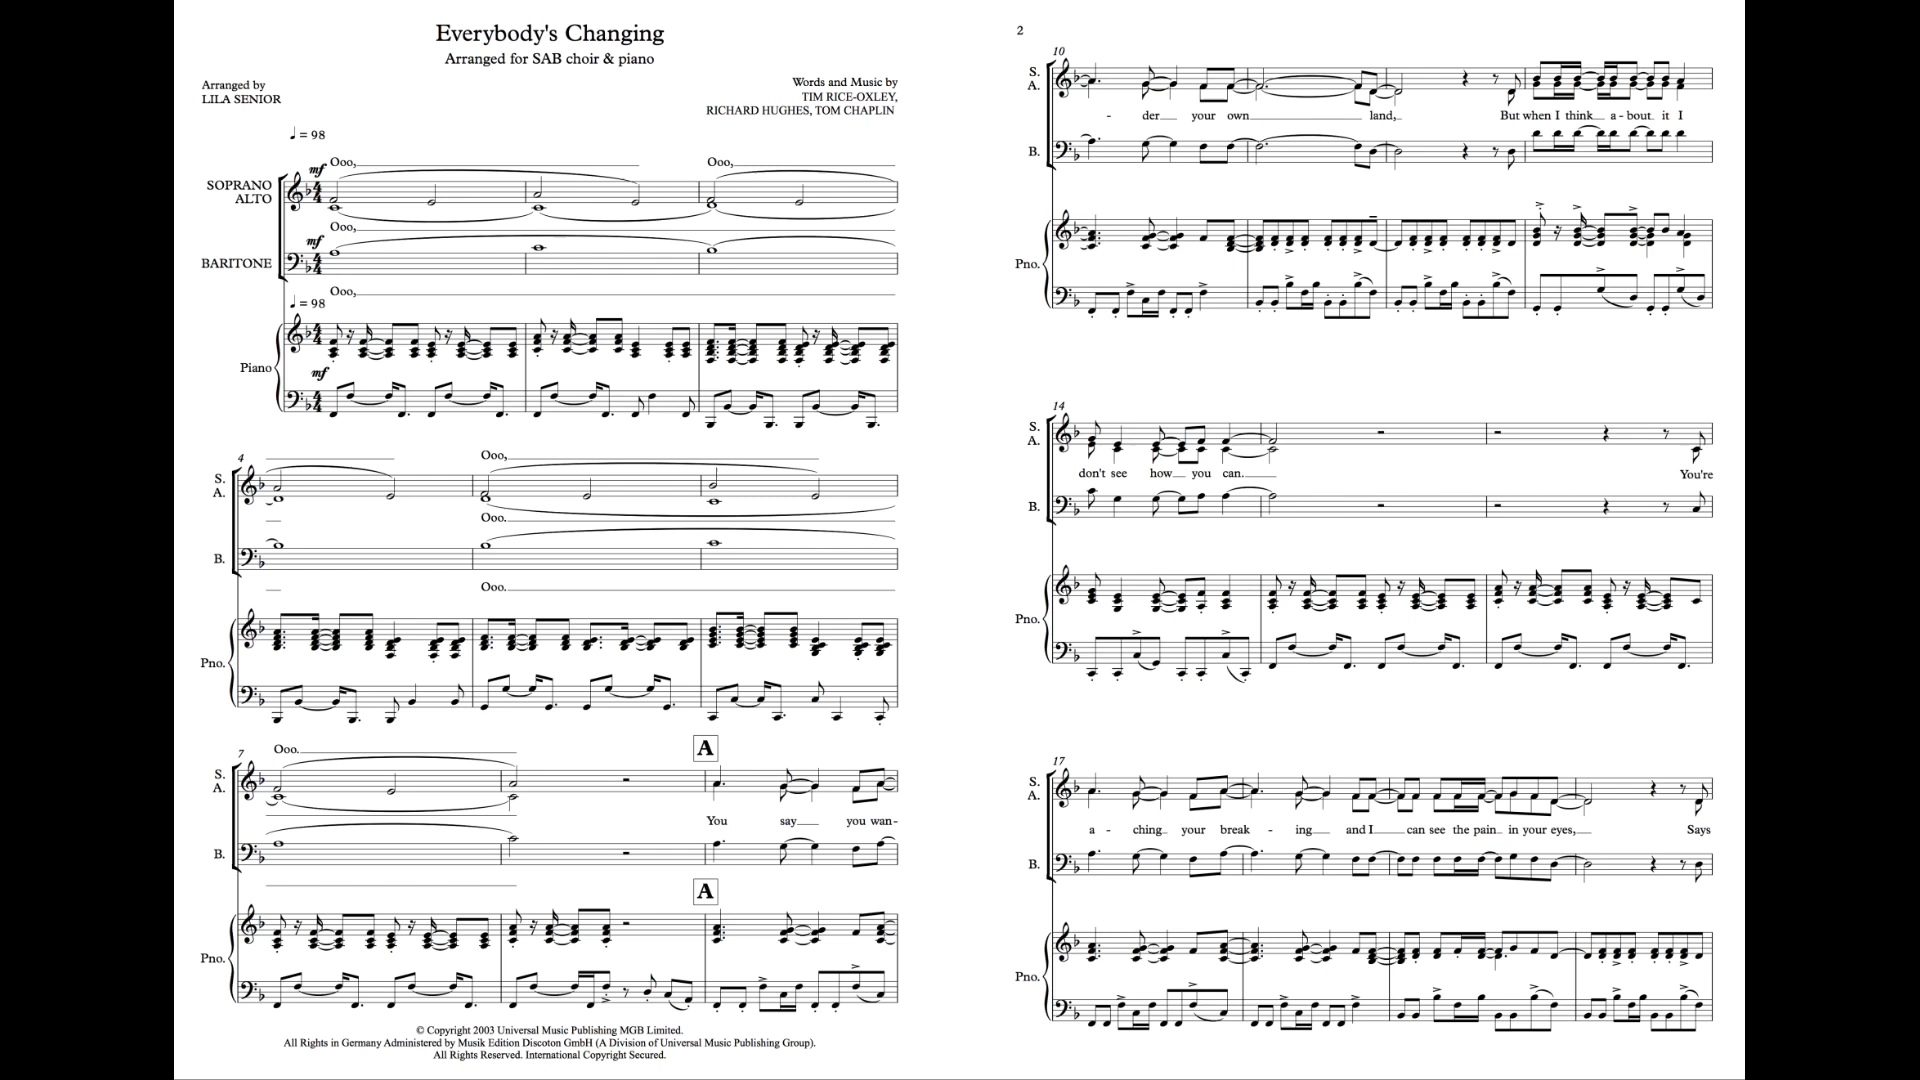 Everybody's Changing
Arranged for SAB choir & piano
Arranged by
LILA SENIOR
Words and Music by
TIM RICE-OXLEY,
RICHARD HUGHES, TOM CHAPLIN
♩ = 98
mf
Ooo, Ooo,
SOPRANO
ALTO
Ooo,
mf
BARITONE
Ooo,
♩ = 98
Piano
mf
4
Ooo,
S.
A.
Ooo.
B.
Ooo.
Pno.
7
Ooo.
A
S.
A.
You say you wan-
B.
A
Pno.
© Copyright 2003 Universal Music Publishing MGB Limited.
All Rights in Germany Administered by Musik Edition Discoton GmbH (A Division of Universal Music Publishing Group).
All Rights Reserved. International Copyright Secured.
2
10
S.
A.
- der your own land, But when I think a - bout it I
B.
Pno.
14
S.
A.
don't see how you can. You're
B.
Pno.
17
S.
A.
a - ching your break - ing and I can see the pain in your eyes, Says
B.
Pno.